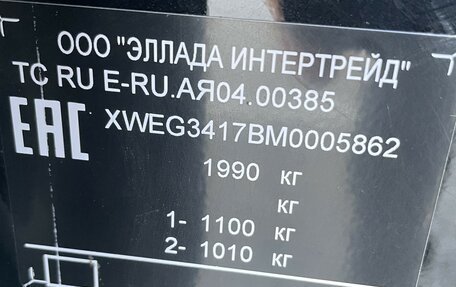 ООО "ЭЛЛАДА ИНТЕРТРЕЙД"
ТС RU Е-RU.АЯ04.00385
EAC
XWEG3417BM0005862
1990 кг
кг
1- 1100 кг
2- 1010 кг